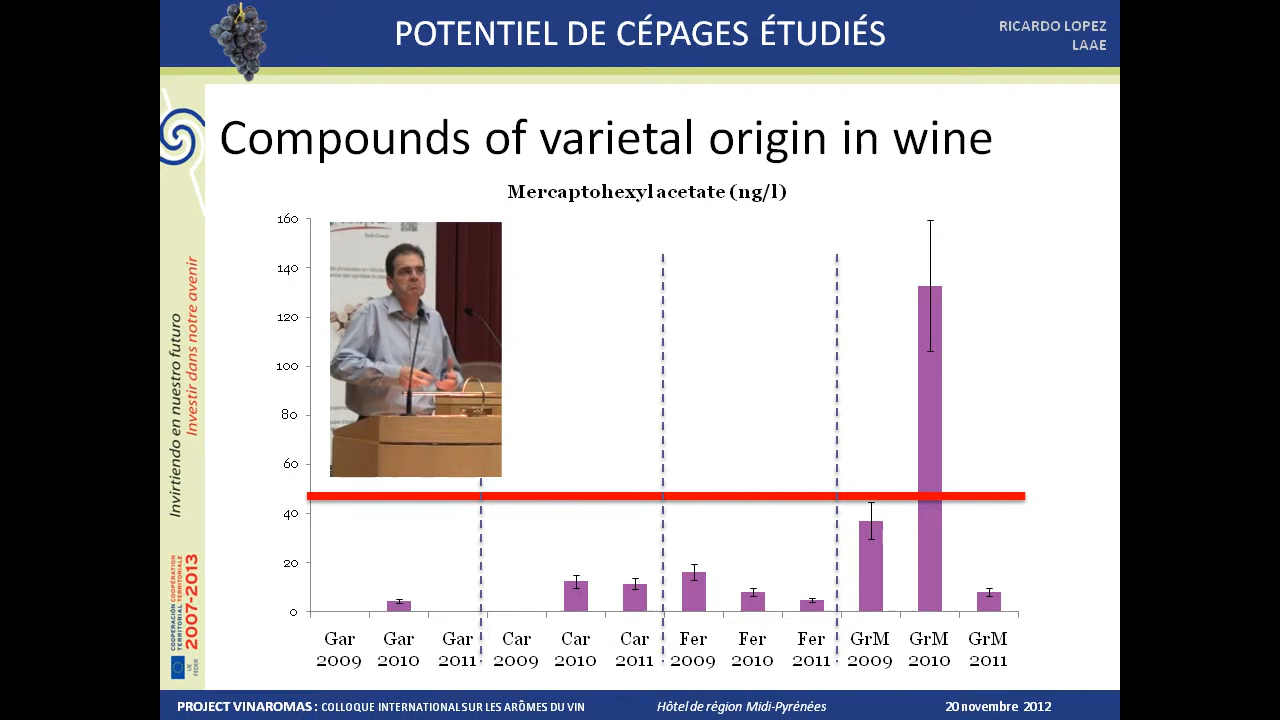 POTENTIEL DE CÉPAGES ÉTUDIÉS
RICARDO LOPEZ
LAAE
Compounds of varietal origin in wine
Mercaptohexyl acetate (ng/l)
160
140
120
100
80
60
40
20
0
Gar Gar Gar Car Car Car Fer Fer Fer GrM GrM GrM
2009 2010 2011 2009 2010 2011 2009 2010 2011 2009 2010 2011
Invirtiendo en nuestro futuro
Investir dans notre avenir
COOPERACIÓN TERRITORIAL
COOPÉRATION TERRITORIALE
2007-2013
UE
FEDER
PROJECT VINAROMAS : COLLOQUE INTERNATIONAL SUR LES ARÔMES DU VIN
Hôtel de région Midi-Pyrénées
20 novembre 2012